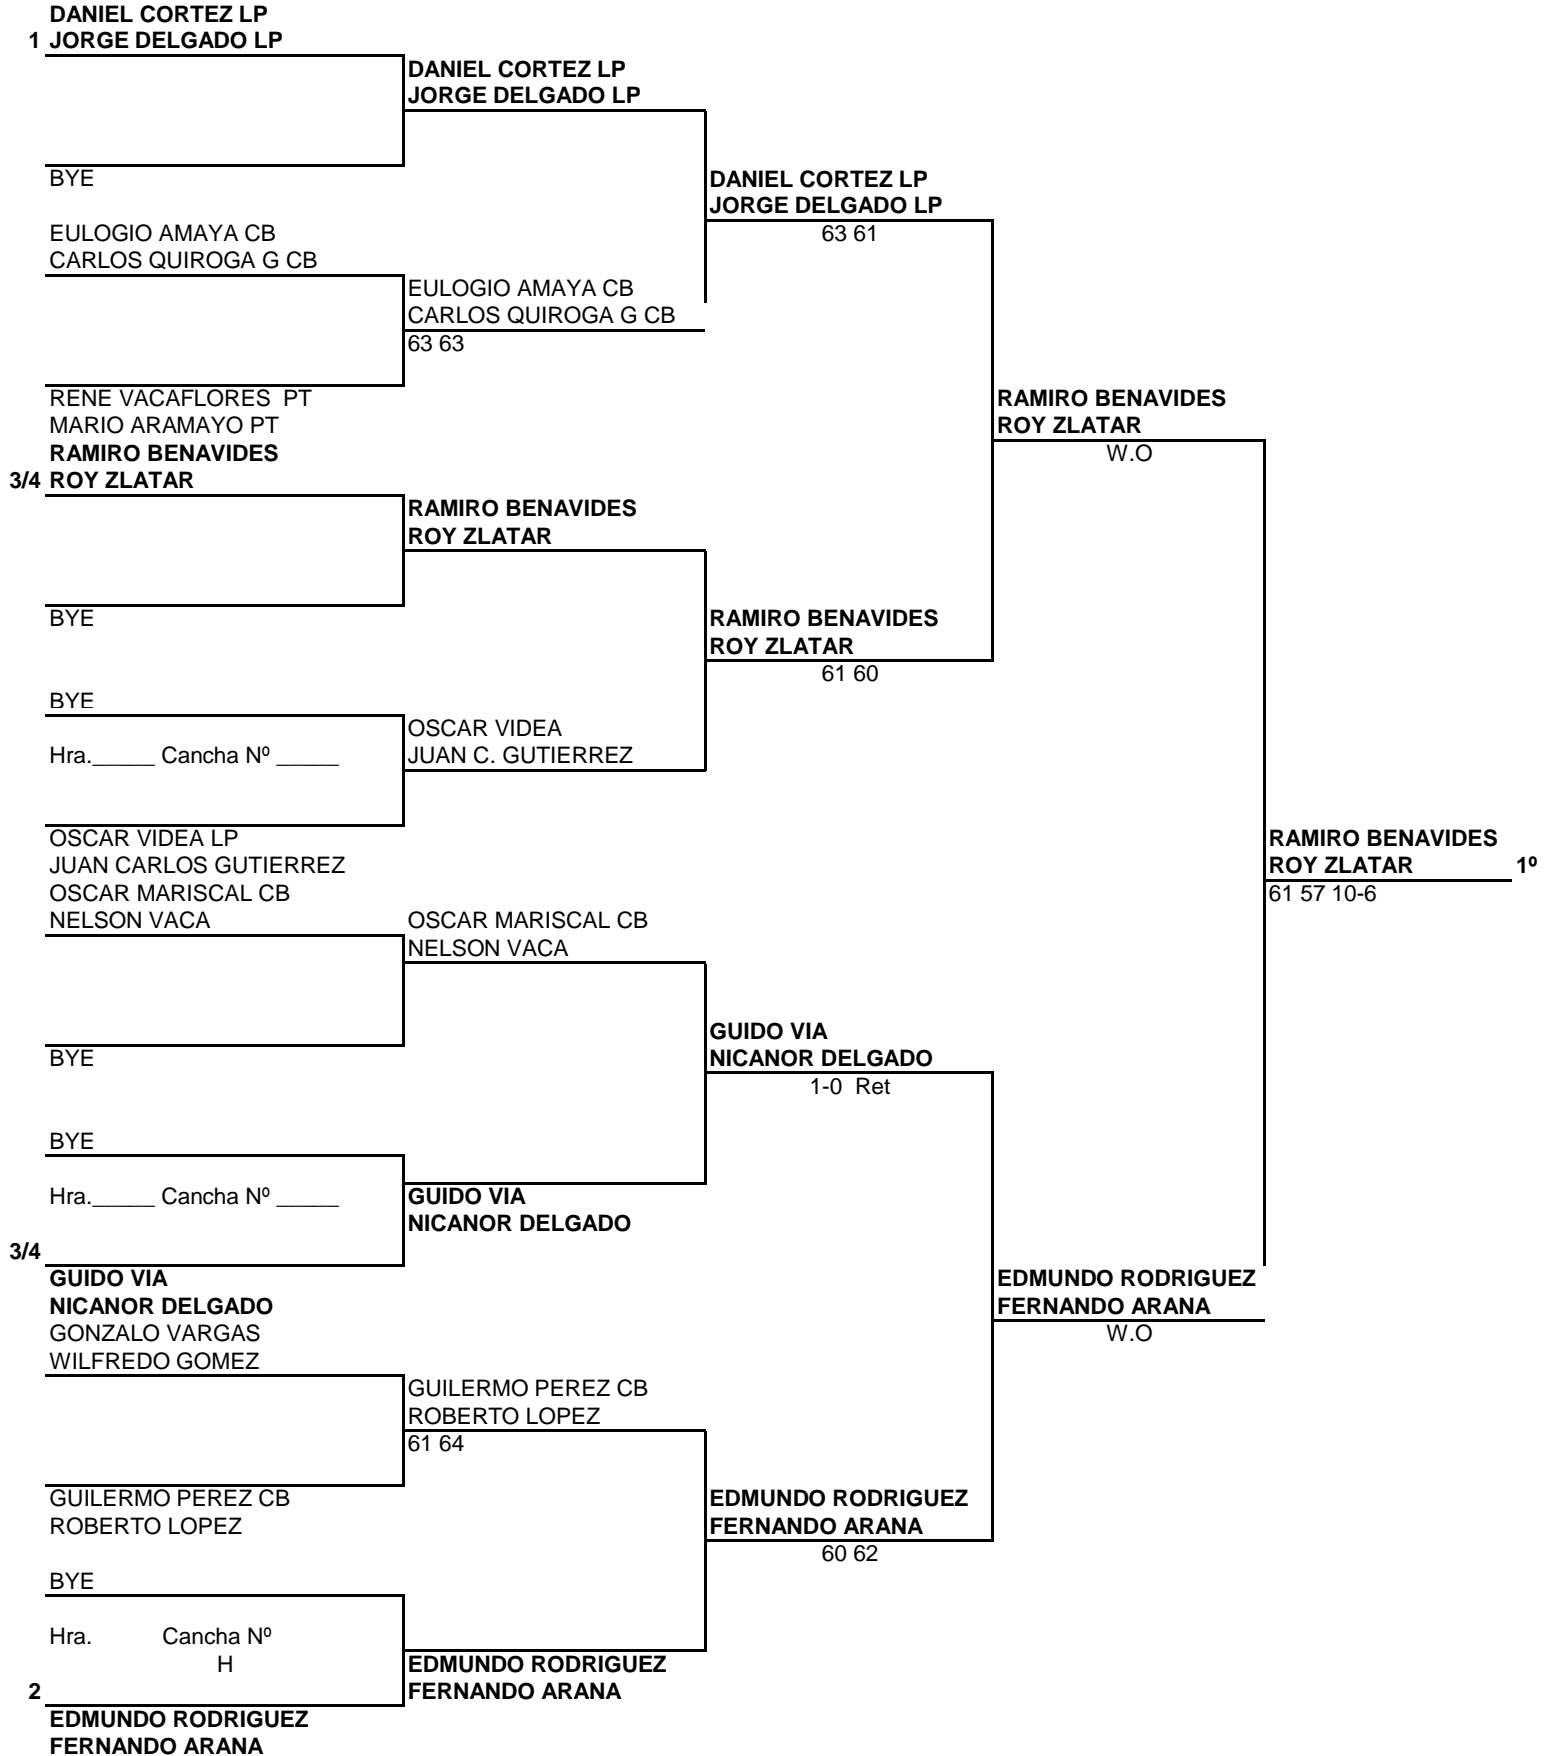 DANIEL CORTEZ LP
1 JORGE DELGADO LP
DANIEL CORTEZ LP
JORGE DELGADO LP
BYE
DANIEL CORTEZ LP
JORGE DELGADO LP
63 61
EULOGIO AMAYA CB
CARLOS QUIROGA G CB
EULOGIO AMAYA CB
CARLOS QUIROGA G CB
63 63
RENE VACAFLORES  PT
MARIO ARAMAYO PT
RAMIRO BENAVIDES
ROY ZLATAR
W.O
RAMIRO BENAVIDES
3/4 ROY ZLATAR
RAMIRO BENAVIDES
ROY ZLATAR
BYE
RAMIRO BENAVIDES
ROY ZLATAR
61 60
BYE
OSCAR VIDEA
JUAN C. GUTIERREZ
Hra._____ Cancha Nº _____
OSCAR VIDEA LP
JUAN CARLOS GUTIERREZ
RAMIRO BENAVIDES
ROY ZLATAR 1º
61 57 10-6
OSCAR MARISCAL CB
NELSON VACA
OSCAR MARISCAL CB
NELSON VACA
BYE
GUIDO VIA
NICANOR DELGADO
1-0  Ret
BYE
Hra._____ Cancha Nº _____
GUIDO VIA
NICANOR DELGADO
3/4
GUIDO VIA
NICANOR DELGADO
EDMUNDO RODRIGUEZ
FERNANDO ARANA
W.O
GONZALO VARGAS
WILFREDO GOMEZ
GUILERMO PEREZ CB
ROBERTO LOPEZ
61 64
GUILERMO PEREZ CB
ROBERTO LOPEZ
EDMUNDO RODRIGUEZ
FERNANDO ARANA
60 62
BYE
Hra. Cancha Nº
H
EDMUNDO RODRIGUEZ
FERNANDO ARANA
2
EDMUNDO RODRIGUEZ
FERNANDO ARANA